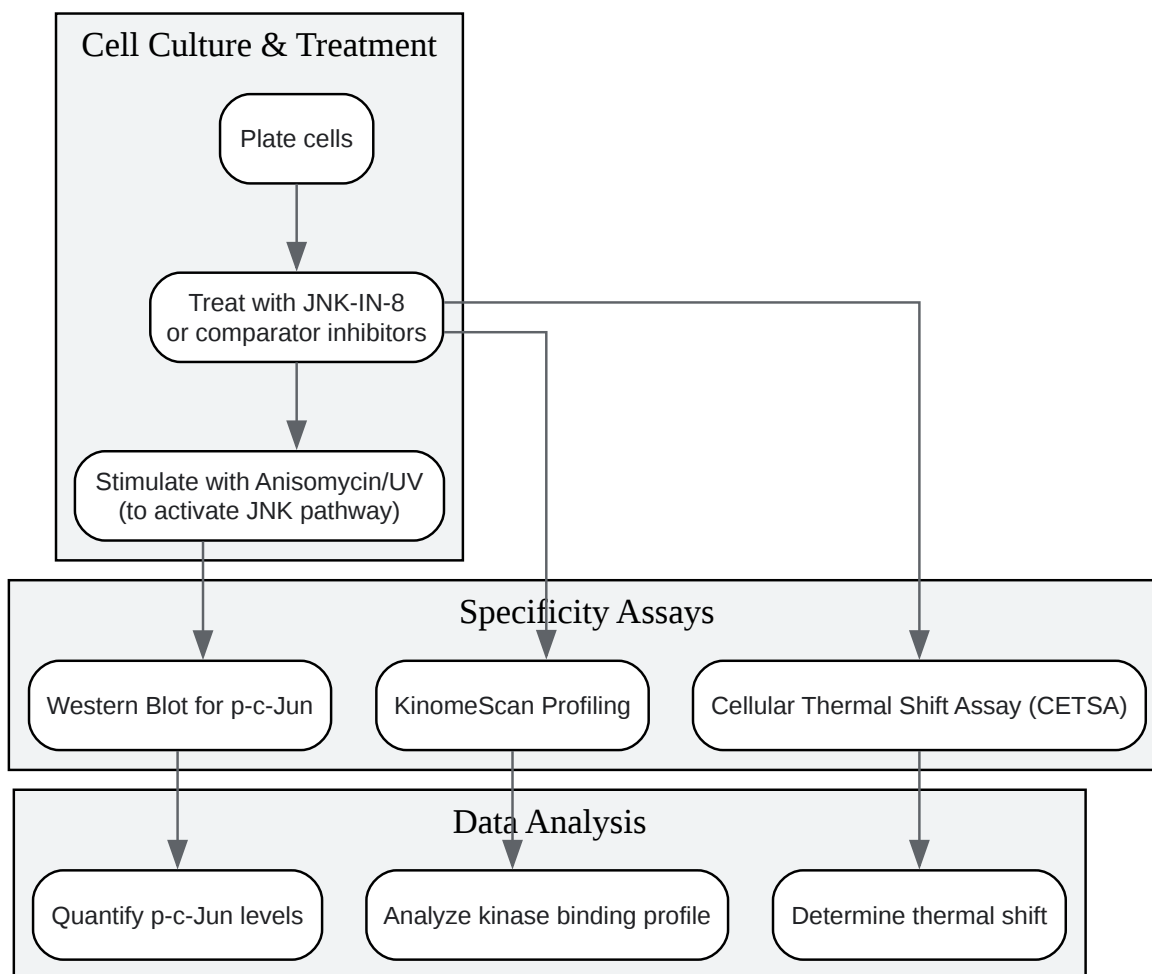 Cell Culture & Treatment
Plate cells
Treat with JNK-IN-8
or comparator inhibitors
Stimulate with Anisomycin/UV
(to activate JNK pathway)
Specificity Assays
Western Blot for p-c-Jun
KinomeScan Profiling
Cellular Thermal Shift Assay (CETSA)
Data Analysis
Quantify p-c-Jun levels
Analyze kinase binding profile
Determine thermal shift